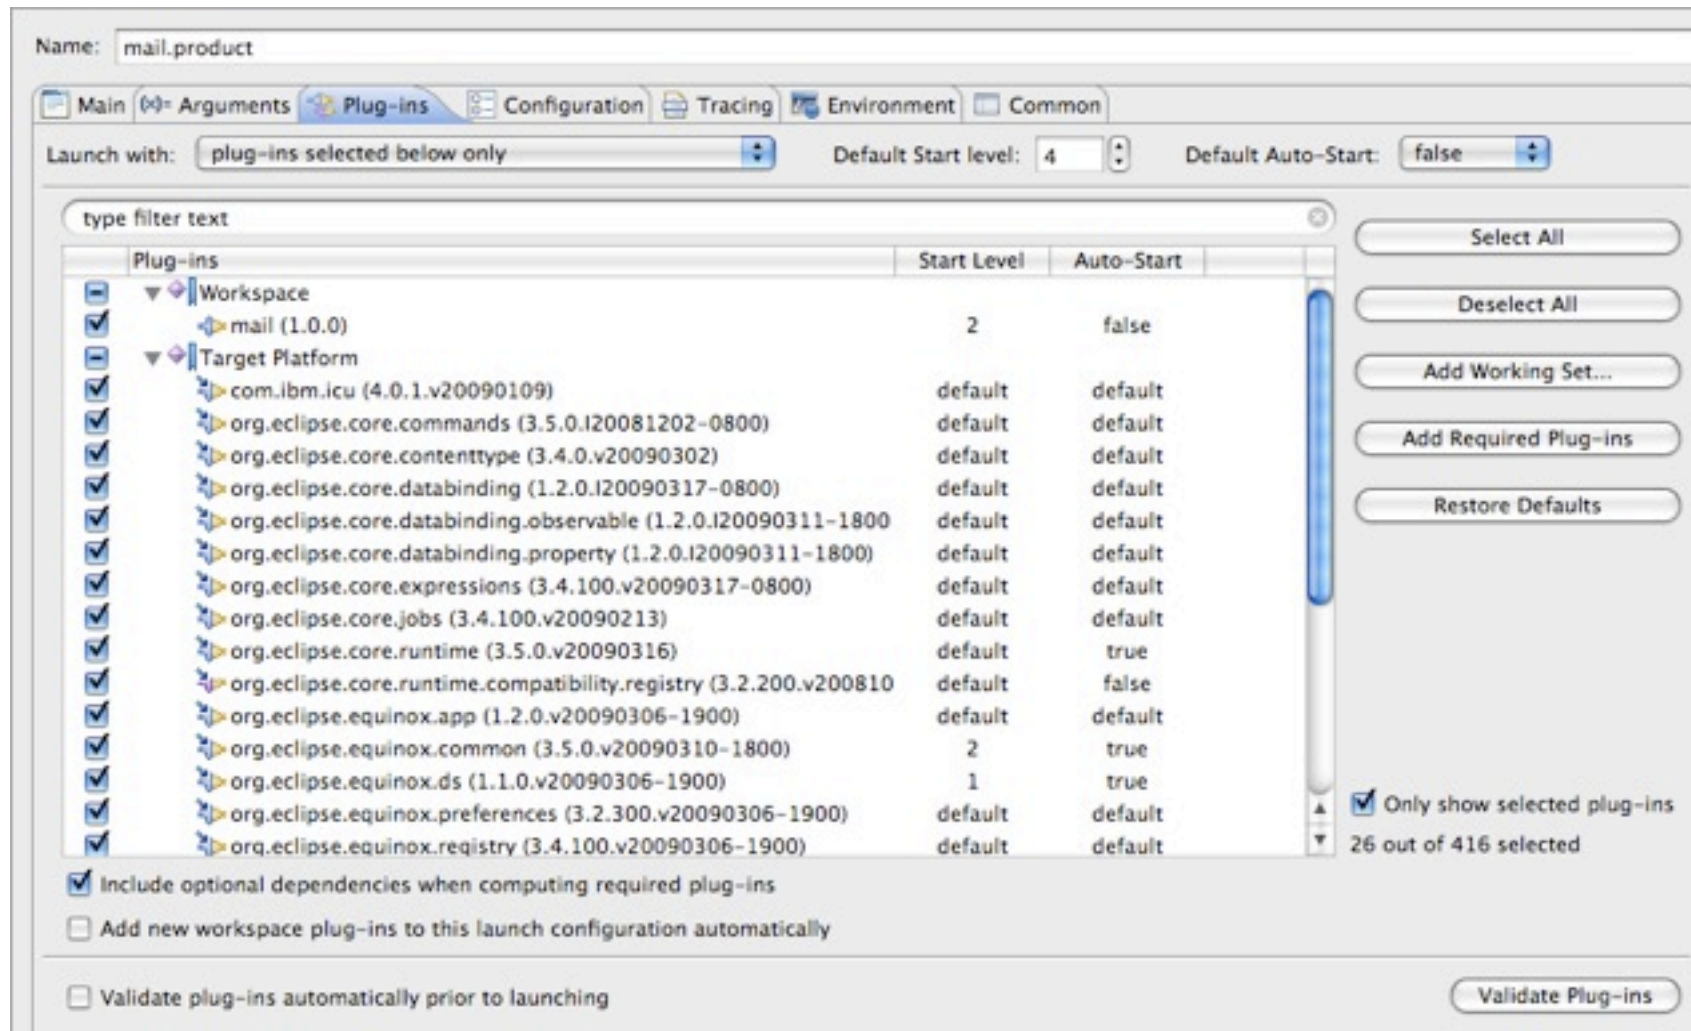 Name: mail.product
Main (x)= Arguments Plug-ins Configuration Tracing Environment Common
Launch with: plug-ins selected below only Default Start level: 4 Default Auto-Start: false
type filter text
Select All
Plug-ins Start Level Auto-Start
Workspace
Deselect All
mail (1.0.0) 2 false
Target Platform
Add Working Set...
com.ibm.icu (4.0.1.v20090109) default default
org.eclipse.core.commands (3.5.0.I20081202-0800) default default
Add Required Plug-ins
org.eclipse.core.contenttype (3.4.0.v20090302) default default
org.eclipse.core.databinding (1.2.0.I20090317-0800) default default
Restore Defaults
org.eclipse.core.databinding.observable (1.2.0.I20090311-1800 default default
org.eclipse.core.databinding.property (1.2.0.I20090311-1800) default default
org.eclipse.core.expressions (3.4.100.v20090317-0800) default default
org.eclipse.core.jobs (3.4.100.v20090213) default default
org.eclipse.core.runtime (3.5.0.v20090316) default true
org.eclipse.core.runtime.compatibility.registry (3.2.200.v200810 default false
org.eclipse.equinox.app (1.2.0.v20090306-1900) default default
org.eclipse.equinox.common (3.5.0.v20090310-1800) 2 true
org.eclipse.equinox.ds (1.1.0.v20090306-1900) 1 true
org.eclipse.equinox.preferences (3.2.300.v20090306-1900) default default
Only show selected plug-ins
org.eclipse.equinox.registry (3.4.100.v20090306-1900) default default
26 out of 416 selected
Include optional dependencies when computing required plug-ins
Add new workspace plug-ins to this launch configuration automatically
Validate plug-ins automatically prior to launching
Validate Plug-ins